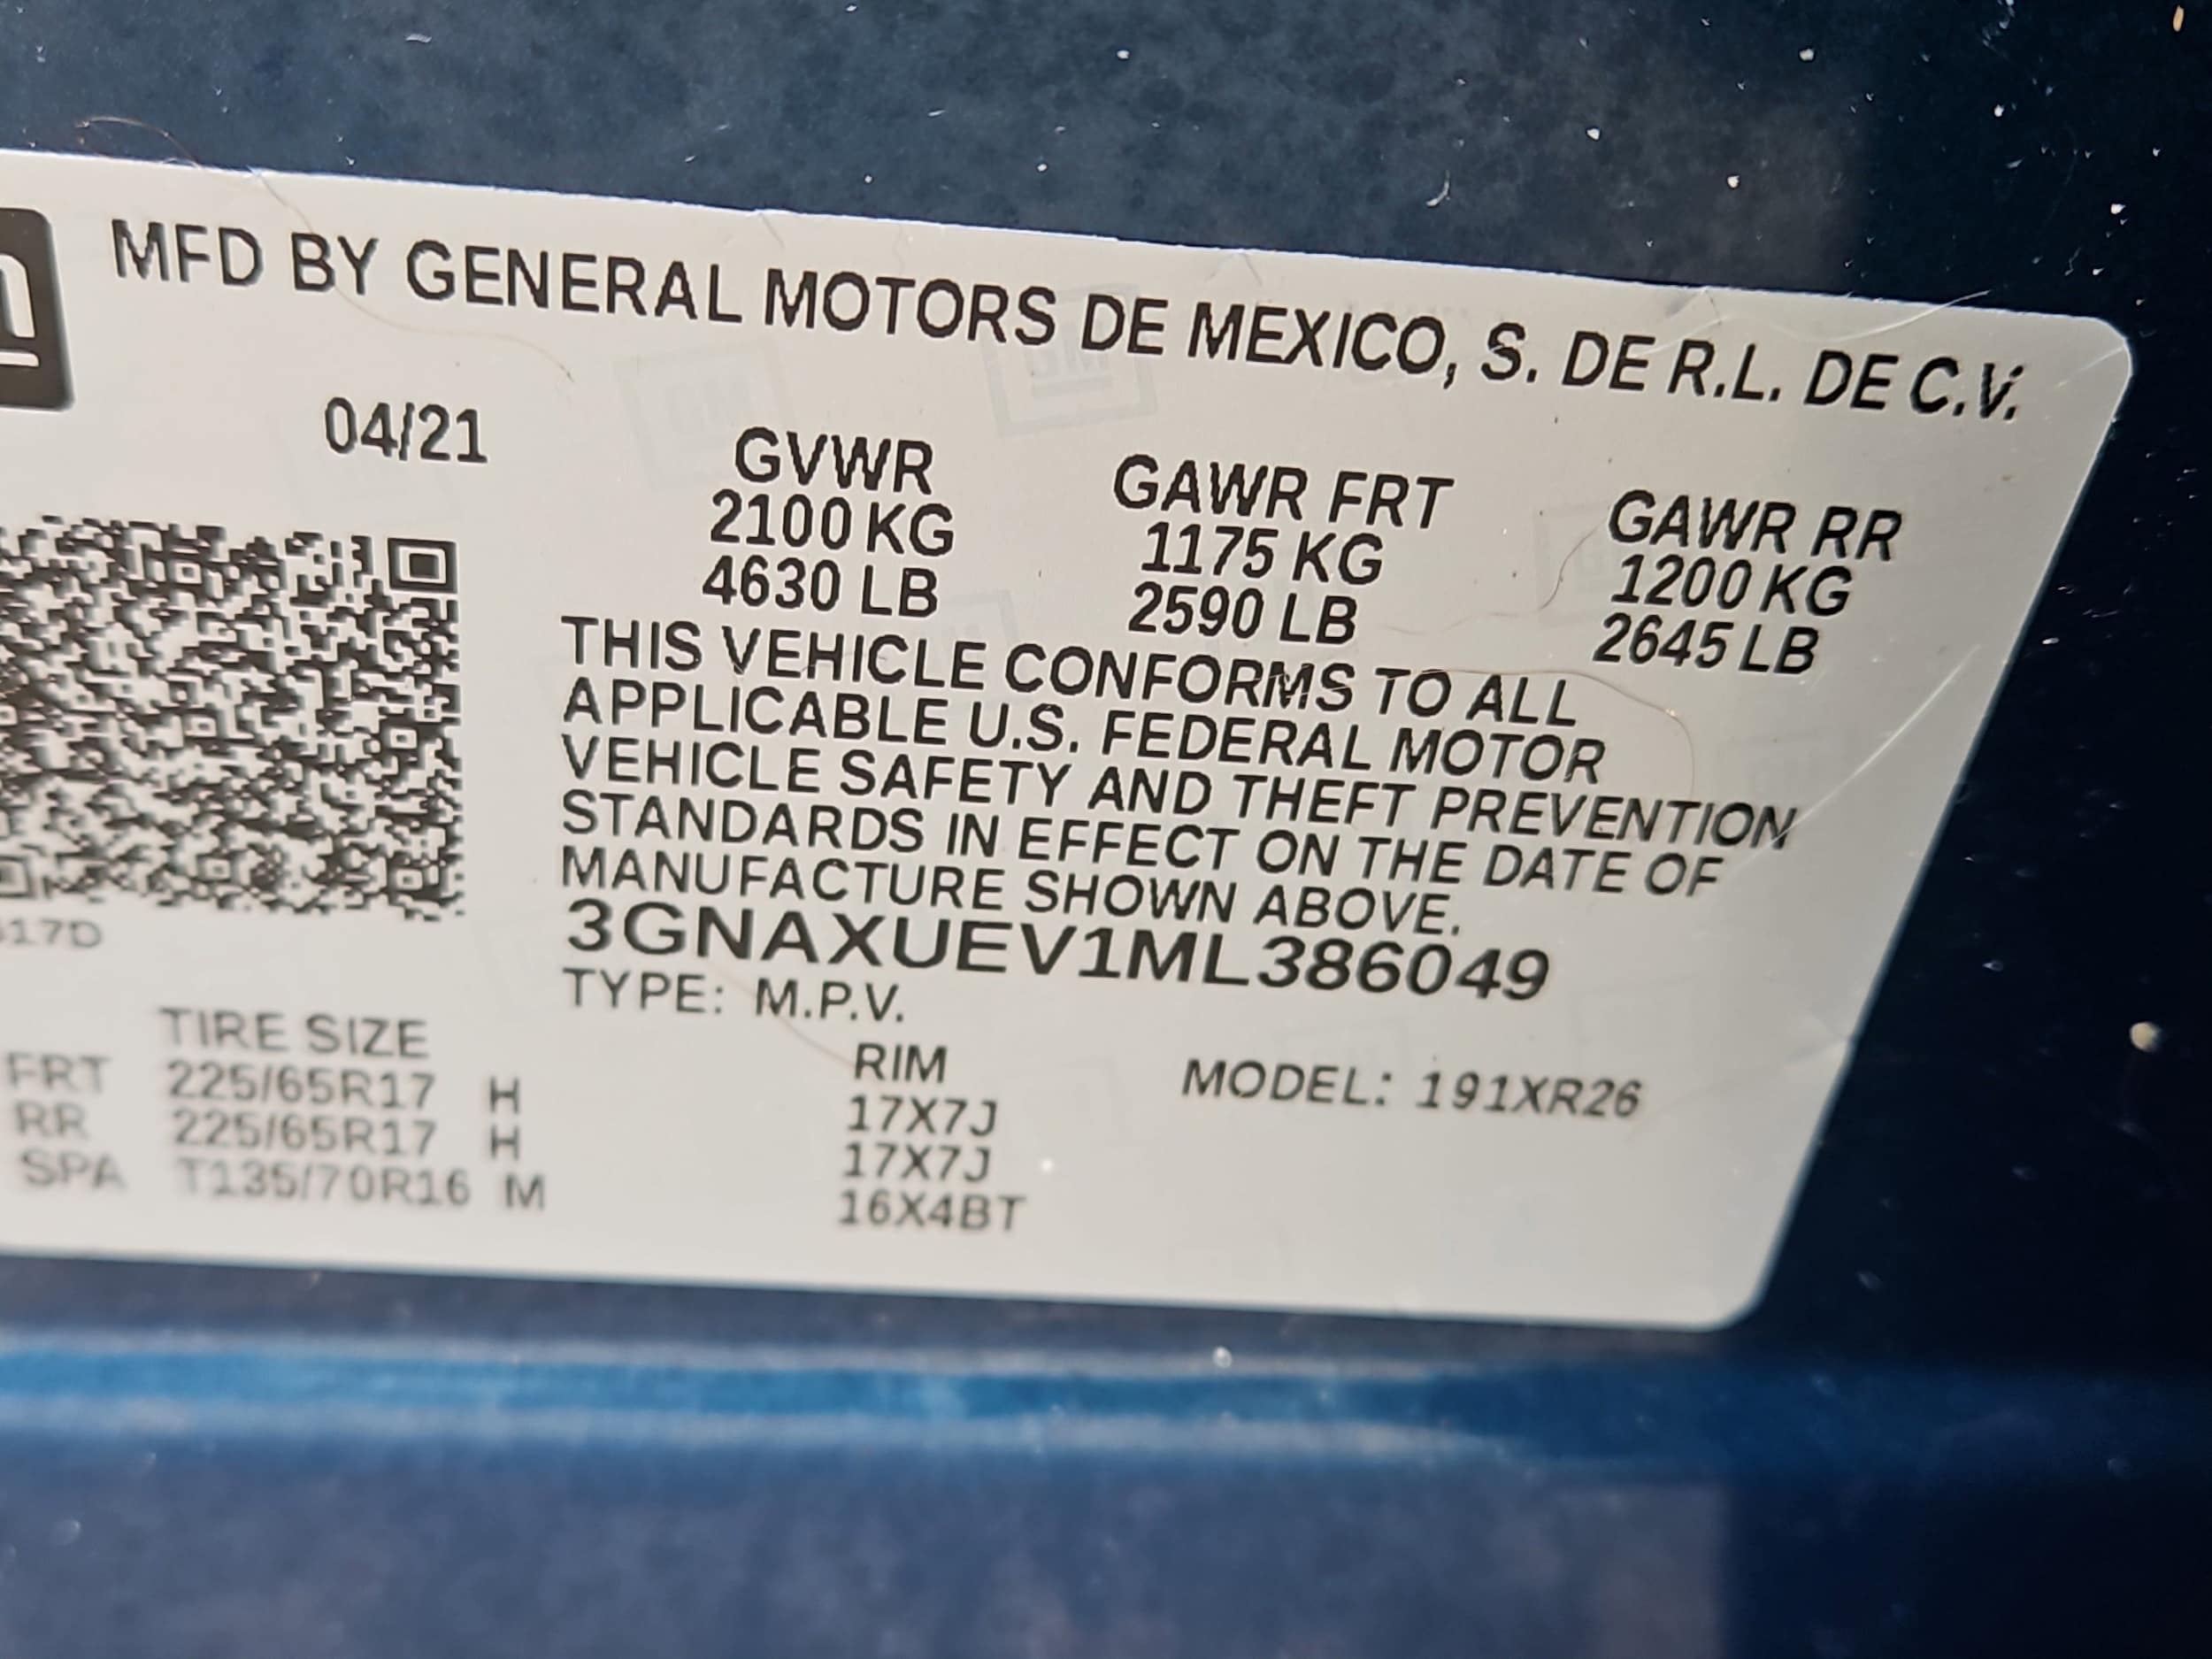 m
MFD BY GENERAL MOTORS DE MEXICO, S. DE R.L. DE C.V.
04/21
GVWR GAWR FRT GAWR RR
2100 KG 1175 KG 1200 KG
4630 LB 2590 LB 2645 LB
THIS VEHICLE CONFORMS TO ALL
APPLICABLE U.S. FEDERAL MOTOR
VEHICLE SAFETY AND THEFT PREVENTION
STANDARDS IN EFFECT ON THE DATE OF
MANUFACTURE SHOWN ABOVE.
17D
3GNAXUEV1ML386049
TYPE: M.P.V.
TIRE SIZE RIM MODEL: 191XR26
FRT 225/65R17 H 17X7J
RR 225/65R17 H 17X7J
SPA T135/70R16 M 16X4BT